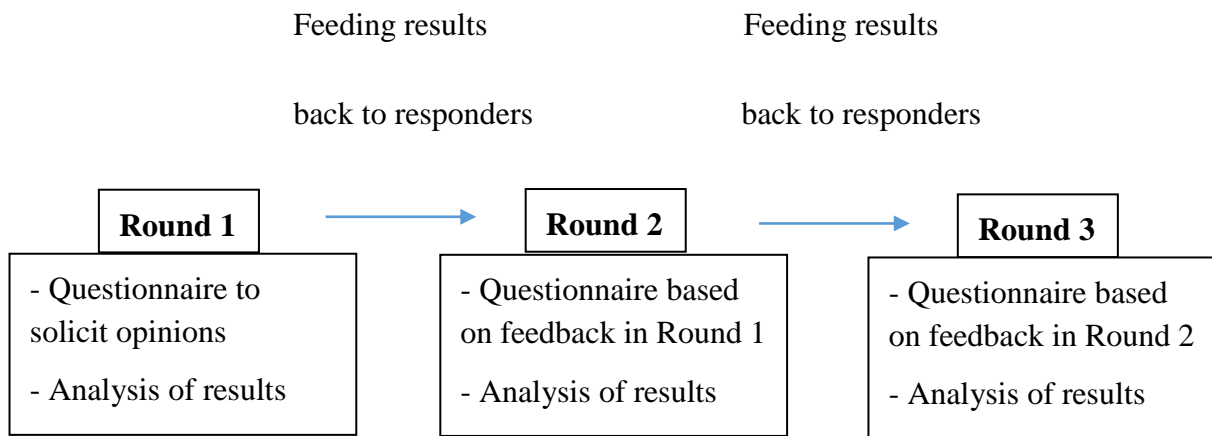 Feeding results
back to responders
Feeding results
back to responders
Round 1
- Questionnaire to
solicit opinions
- Analysis of results
Round 2
- Questionnaire based
on feedback in Round 1
- Analysis of results
Round 3
- Questionnaire based
on feedback in Round 2
- Analysis of results